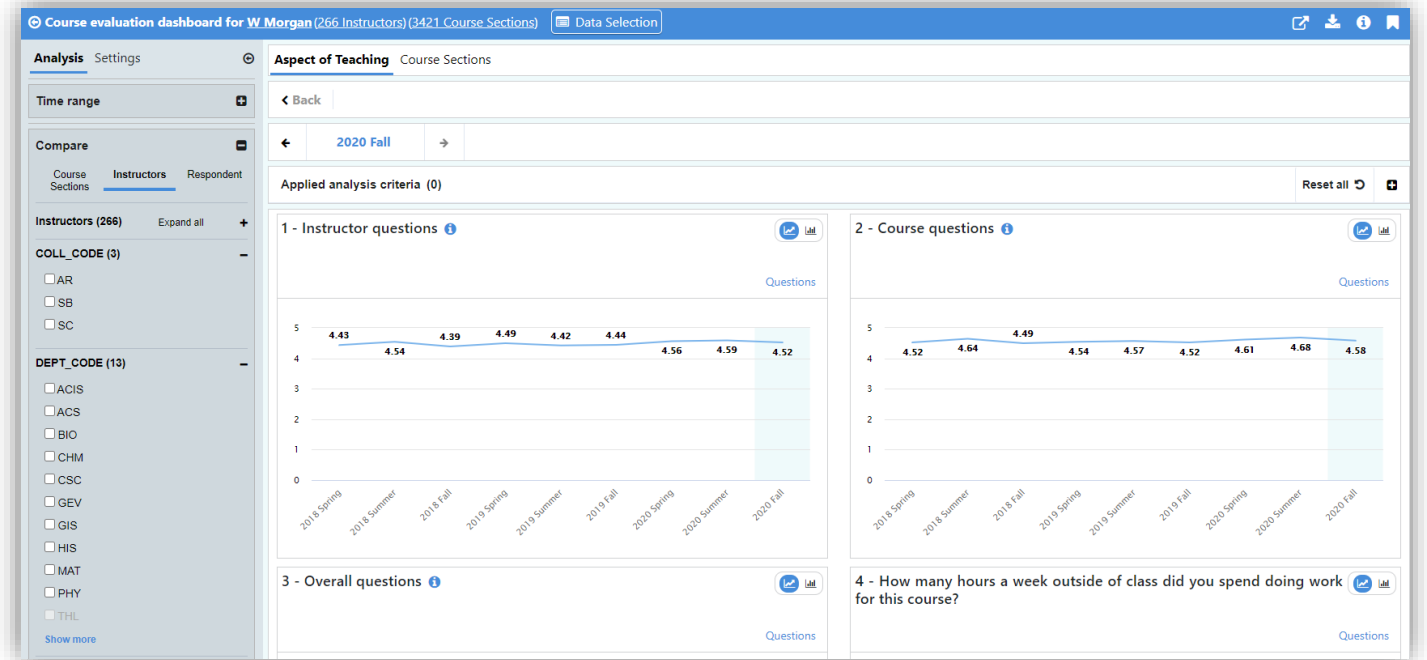 Course evaluation dashboard for W Morgan (266 Instructors) (3421 Course Sections) Data Selection
Analysis Settings
Time range
Compare
Course Sections Instructors Respondent
Instructors (266) Expand all +
COLL_CODE (3) –
AR
SB
SC
DEPT_CODE (13) –
ACIS
ACS
BIO
CHM
CSC
GEV
GIS
HIS
MAT
PHY
THL
Show more
Aspect of Teaching Course Sections
Back
2020 Fall
Applied analysis criteria (0) Reset all
1 - Instructor questions
Questions
5
4
3
2
1
0
4.43 4.54 4.39 4.49 4.42 4.44 4.56 4.59 4.52
2018 Spring 2018 Summer 2018 Fall 2019 Spring 2019 Summer 2019 Fall 2020 Spring 2020 Summer 2020 Fall
2 - Course questions
Questions
5
4
3
2
1
0
4.52 4.64 4.49 4.54 4.57 4.52 4.61 4.68 4.58
2018 Spring 2018 Summer 2018 Fall 2019 Spring 2019 Summer 2019 Fall 2020 Spring 2020 Summer 2020 Fall
3 - Overall questions
Questions
4 - How many hours a week outside of class did you spend doing work
for this course?
Questions